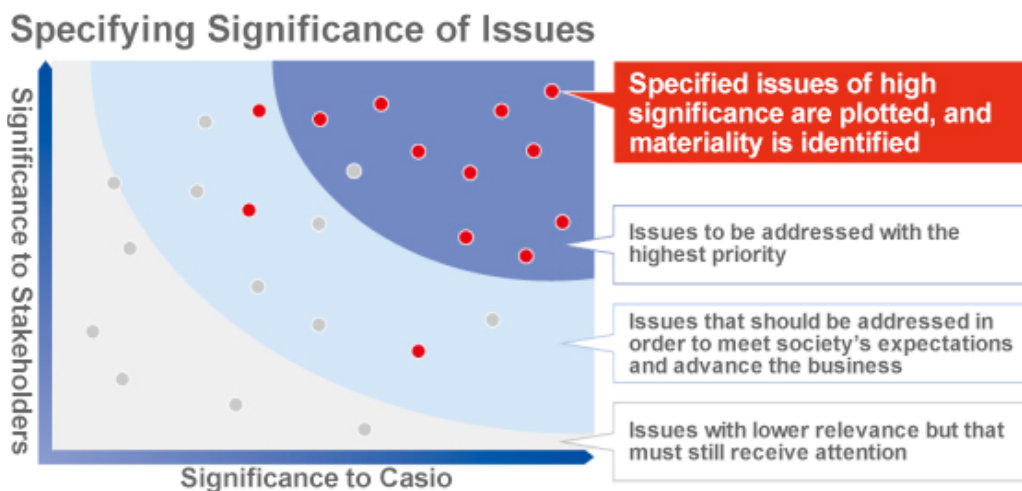 Specifying Significance of Issues
Significance to Stakeholders
Specified issues of high
significance are plotted, and
materiality is identified
Issues to be addressed with the
highest priority
Issues that should be addressed in
order to meet society's expectations
and advance the business
Issues with lower relevance but that
must still receive attention
Significance to Casio